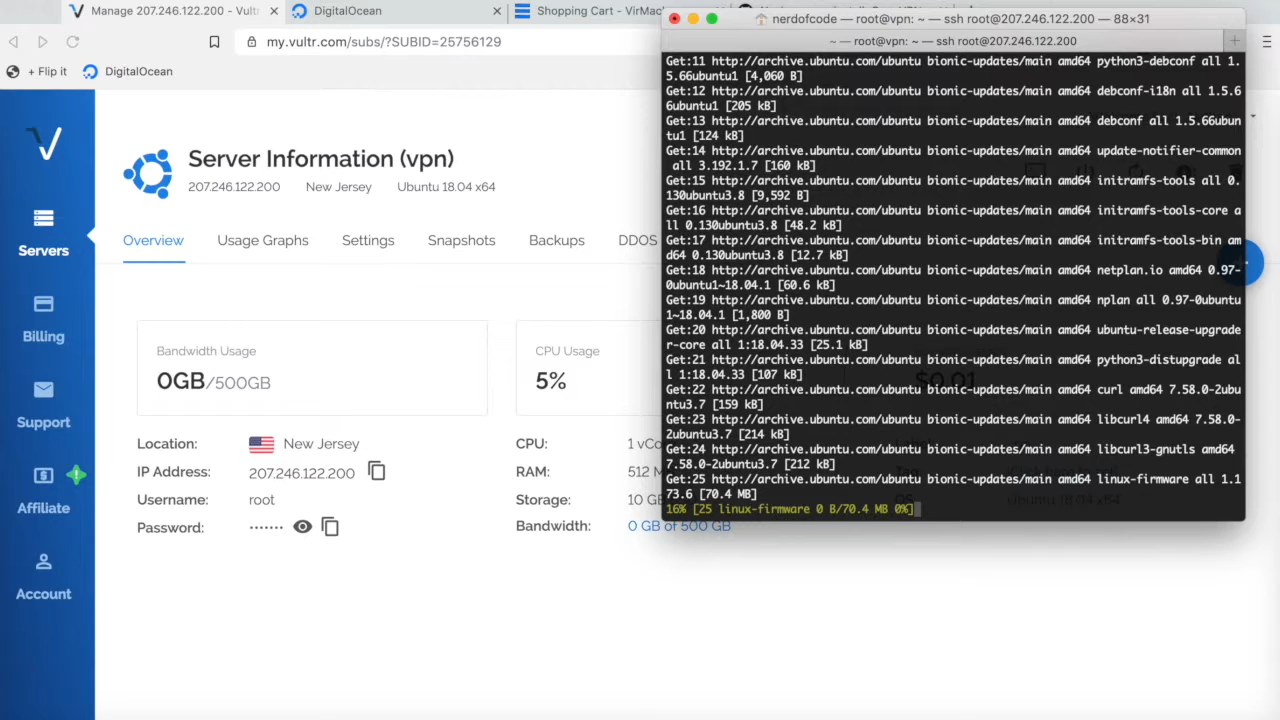 Manage 207.246.122.200 - Vultr
DigitalOcean
Shopping Cart - VirMac
my.vultr.com/subs/?SUBID=25756129
+ Flip it
DigitalOcean
Servers
Billing
Support
Affiliate
Account
Server Information (vpn)
207.246.122.200 New Jersey Ubuntu 18.04 x64
Overview Usage Graphs Settings Snapshots Backups DDOS
Bandwidth Usage
0GB/500GB
CPU Usage
5%
Location: New Jersey
IP Address: 207.246.122.200
Username: root
Password: .......
CPU: 1 vCo
RAM: 512 M
Storage: 10 GB
Bandwidth: 0 GB of 500 GB
$0.01
OS Ubuntu 18.04 x64
nerdofcode — root@vpn: ~ — ssh root@207.246.122.200 — 88×31
~ — root@vpn: ~ — ssh root@207.246.122.200
Get:11 http://archive.ubuntu.com/ubuntu bionic-updates/main amd64 python3-debconf all 1.
5.66ubuntu1 [4,060 B]
Get:12 http://archive.ubuntu.com/ubuntu bionic-updates/main amd64 debconf-i18n all 1.5.6
6ubuntu1 [205 kB]
Get:13 http://archive.ubuntu.com/ubuntu bionic-updates/main amd64 debconf all 1.5.66ubun
tu1 [124 kB]
Get:14 http://archive.ubuntu.com/ubuntu bionic-updates/main amd64 update-notifier-common
all 3.192.1.7 [160 kB]
Get:15 http://archive.ubuntu.com/ubuntu bionic-updates/main amd64 initramfs-tools all 0.
130ubuntu3.8 [9,592 B]
Get:16 http://archive.ubuntu.com/ubuntu bionic-updates/main amd64 initramfs-tools-core a
ll 0.130ubuntu3.8 [48.2 kB]
Get:17 http://archive.ubuntu.com/ubuntu bionic-updates/main amd64 initramfs-tools-bin am
d64 0.130ubuntu3.8 [12.7 kB]
Get:18 http://archive.ubuntu.com/ubuntu bionic-updates/main amd64 netplan.io amd64 0.97-
0ubuntu1~18.04.1 [60.6 kB]
Get:19 http://archive.ubuntu.com/ubuntu bionic-updates/main amd64 nplan all 0.97-0ubuntu
1~18.04.1 [1,800 B]
Get:20 http://archive.ubuntu.com/ubuntu bionic-updates/main amd64 ubuntu-release-upgrade
r-core all 1:18.04.33 [25.1 kB]
Get:21 http://archive.ubuntu.com/ubuntu bionic-updates/main amd64 python3-distupgrade al
l 1:18.04.33 [107 kB]
Get:22 http://archive.ubuntu.com/ubuntu bionic-updates/main amd64 curl amd64 7.58.0-2ubu
ntu3.7 [159 kB]
Get:23 http://archive.ubuntu.com/ubuntu bionic-updates/main amd64 libcurl4 amd64 7.58.0-
2ubuntu3.7 [214 kB]
Get:24 http://archive.ubuntu.com/ubuntu bionic-updates/main amd64 libcurl3-gnutls amd64
7.58.0-2ubuntu3.7 [212 kB]
Get:25 http://archive.ubuntu.com/ubuntu bionic-updates/main amd64 linux-firmware all 1.1
73.6 [70.4 MB]
16% [25 linux-firmware 0 B/70.4 MB 0%]